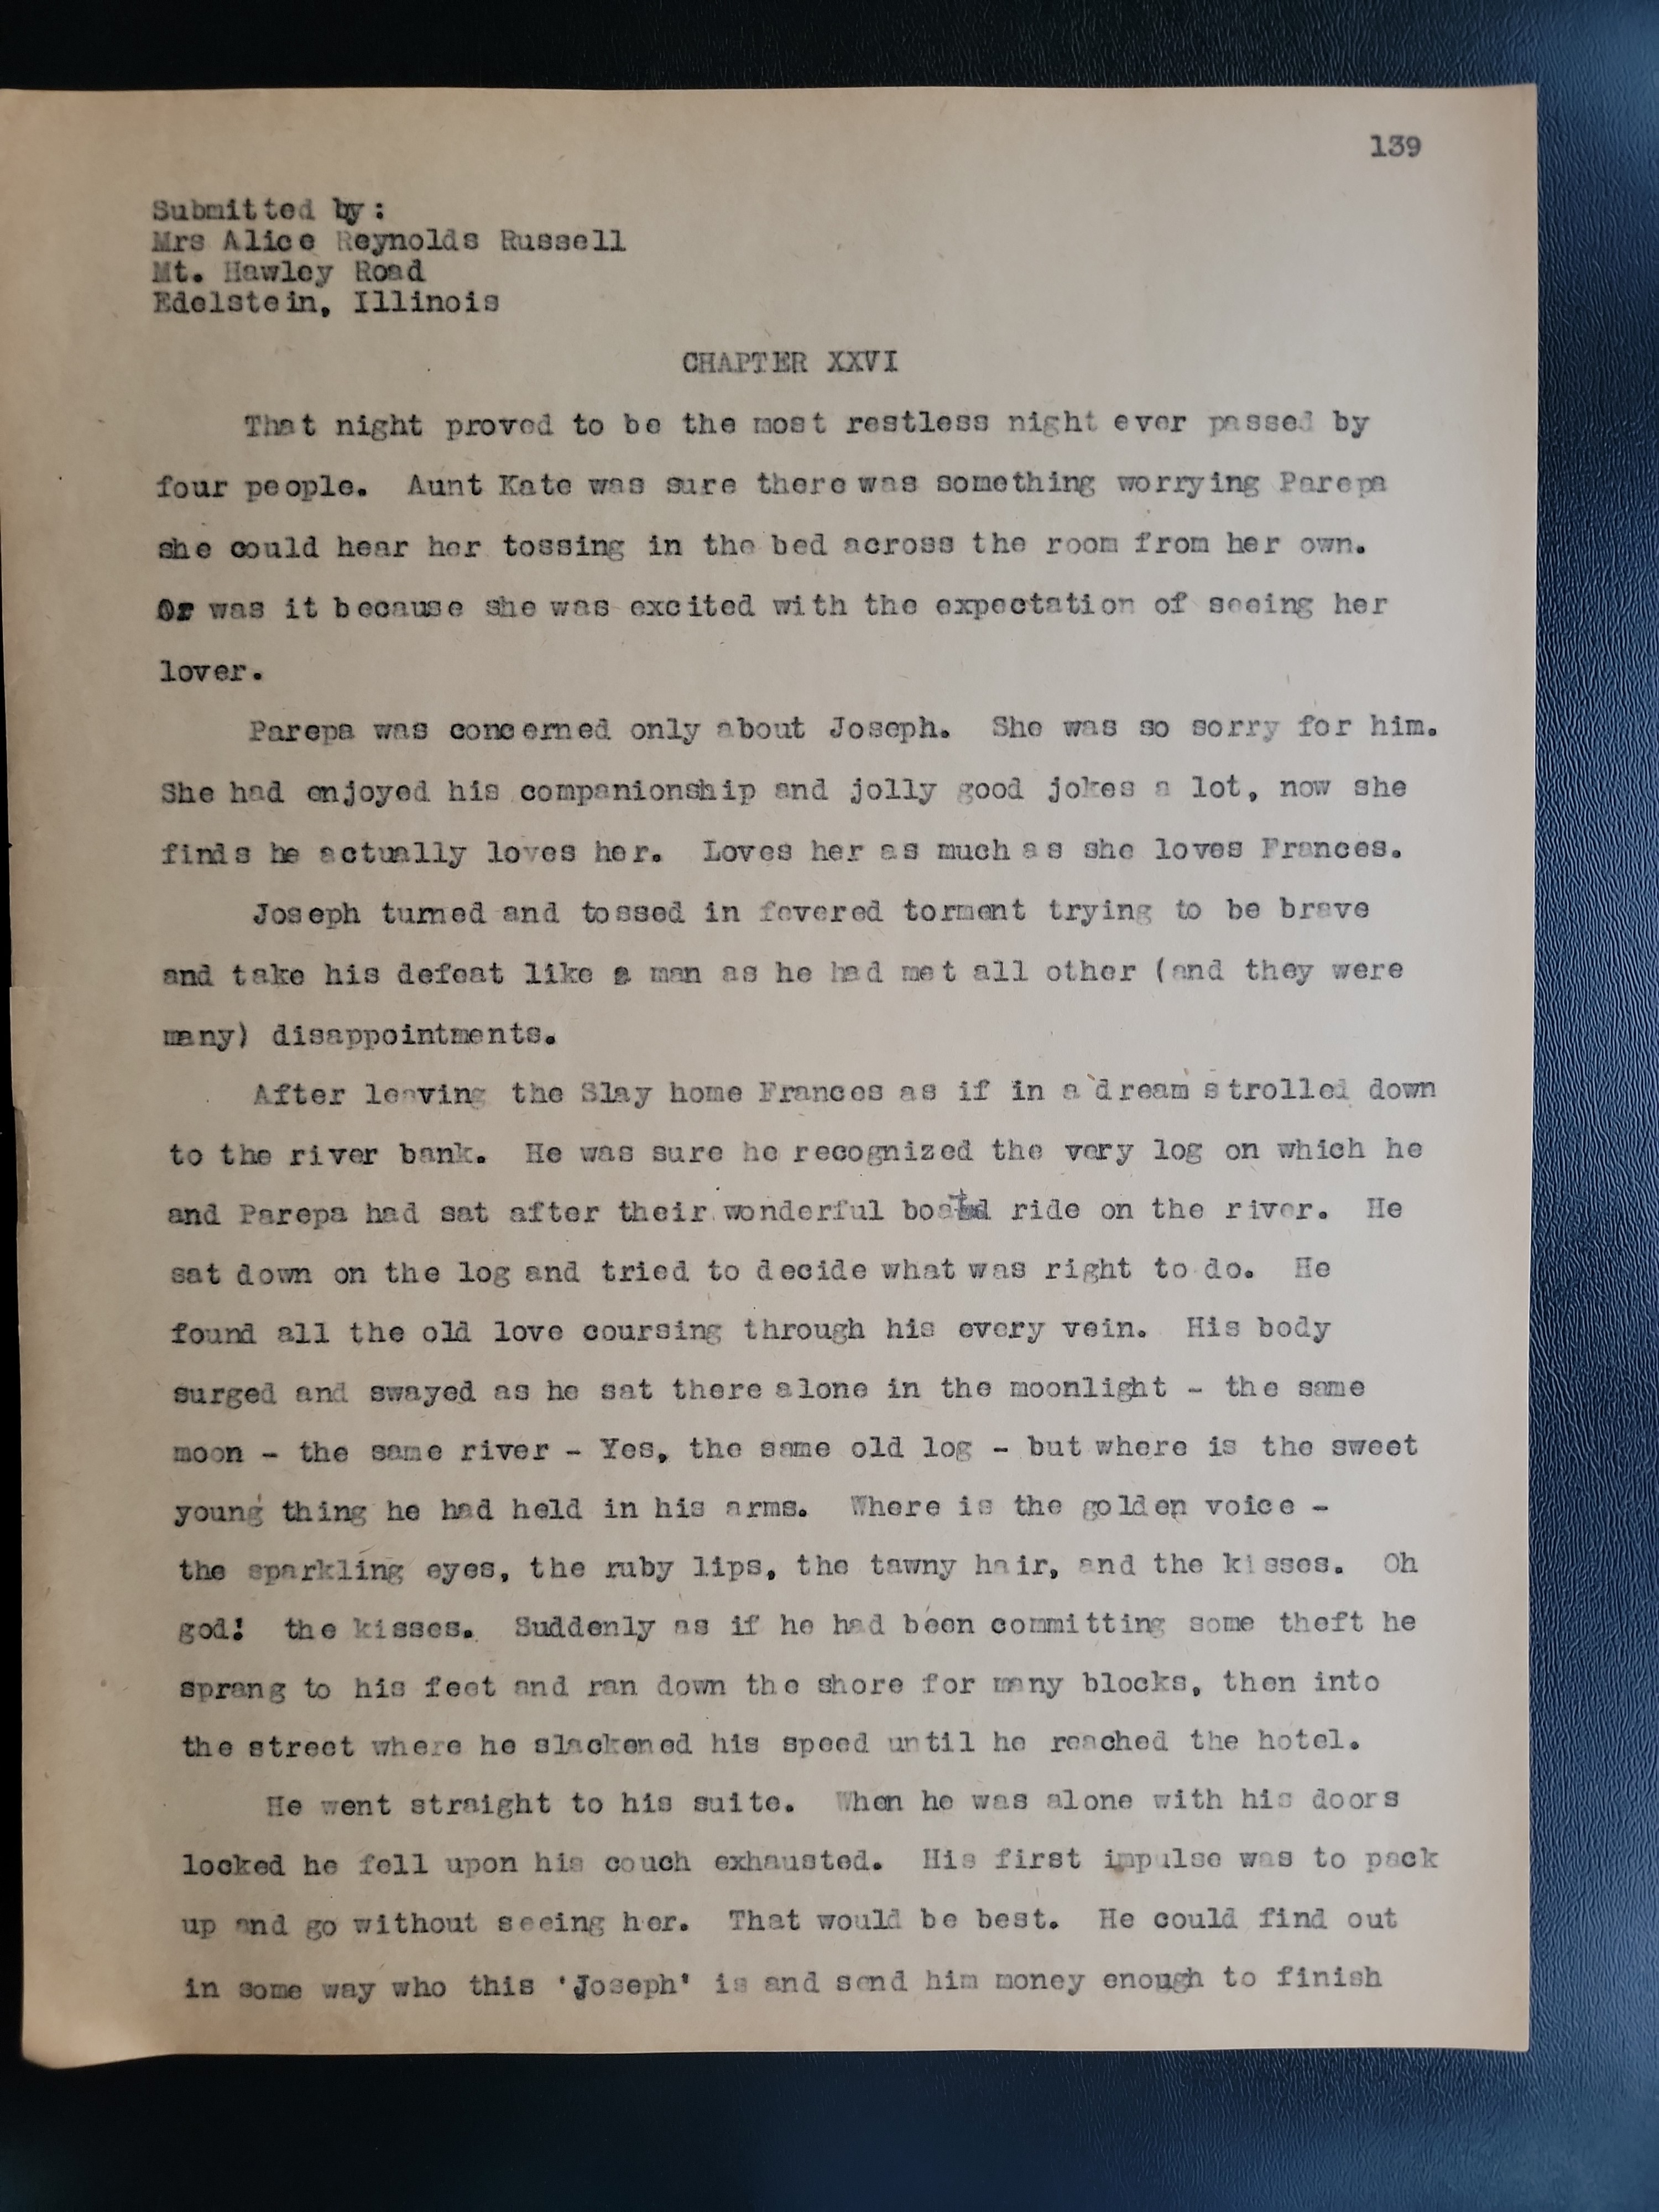 139
Submitted by:
Mrs Alice Reynolds Russell
Mt. Hawley Road
Edelstein, Illinois
CHAPTER XXVI
That night proved to be the most restless night ever passed by
four people. Aunt Kate was sure there was something worrying Parepa
she could hear her tossing in the bed across the room from her own.
Or was it because she was excited with the expectation of seeing her
lover.
Parepa was concerned only about Joseph. She was so sorry for him.
She had enjoyed his companionship and jolly good jokes a lot, now she
finds he actually loves her. Loves her as much as she loves Frances.
Joseph turned and tossed in fevered torment trying to be brave
and take his defeat like a man as he had met all other (and they were
many) disappointments.
After leaving the Slay home Frances as if in a dream strolled down
to the river bank. He was sure he recognized the very log on which he
and Parepa had sat after their wonderful boat ride on the river. He
sat down on the log and tried to decide what was right to do. He
found all the old love coursing through his every vein. His body
surged and swayed as he sat there alone in the moonlight - the same
moon - the same river - Yes, the same old log - but where is the sweet
young thing he had held in his arms. Where is the golden voice -
the sparkling eyes, the ruby lips, the tawny hair, and the kisses. Oh
god! the kisses. Suddenly as if he had been committing some theft he
sprang to his feet and ran down the shore for many blocks, then into
the street where he slackened his speed until he reached the hotel.
He went straight to his suite. When he was alone with his doors
locked he fell upon his couch exhausted. His first impulse was to pack
up and go without seeing her. That would be best. He could find out
in some way who this 'Joseph' is and send him money enough to finish